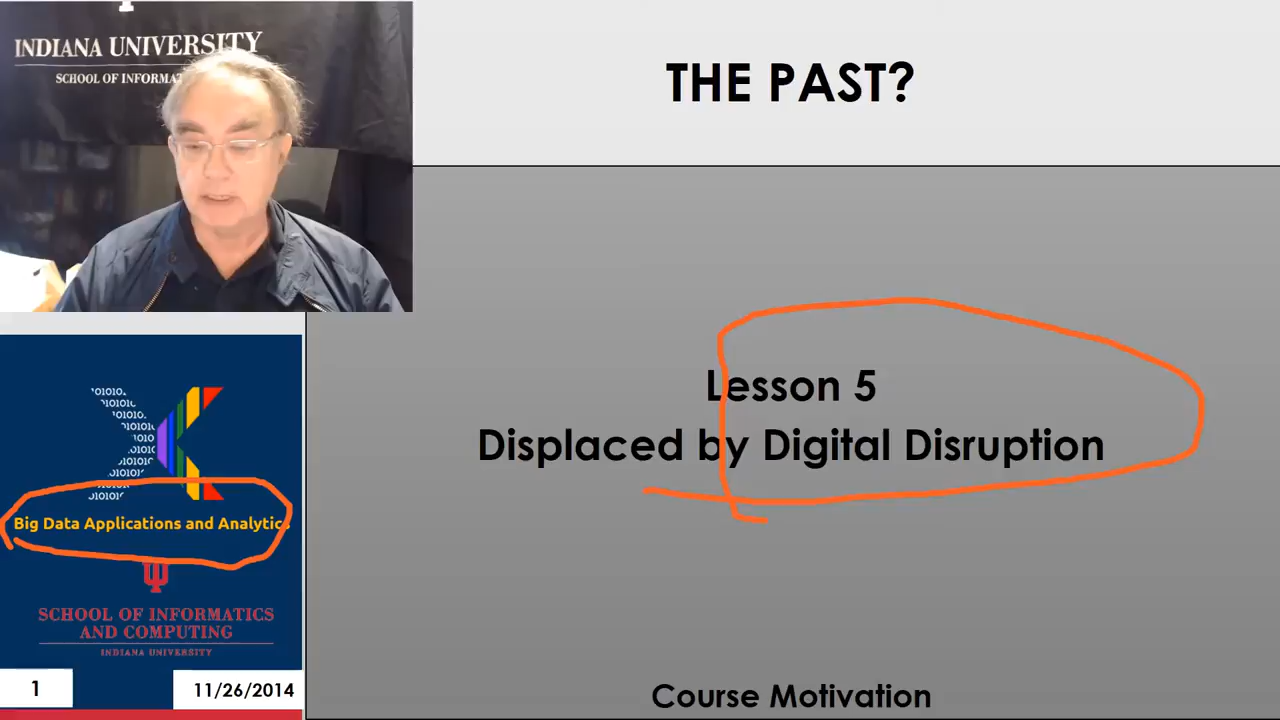 INDIANA UNIVERSITY
SCHOOL OF INFORMA
THE PAST?
Lesson 5
Displaced by Digital Disruption
Course Motivation
Big Data Applications and Analytics
SCHOOL OF INFORMATICS
AND COMPUTING
INDIANA UNIVERSITY
1
11/26/2014